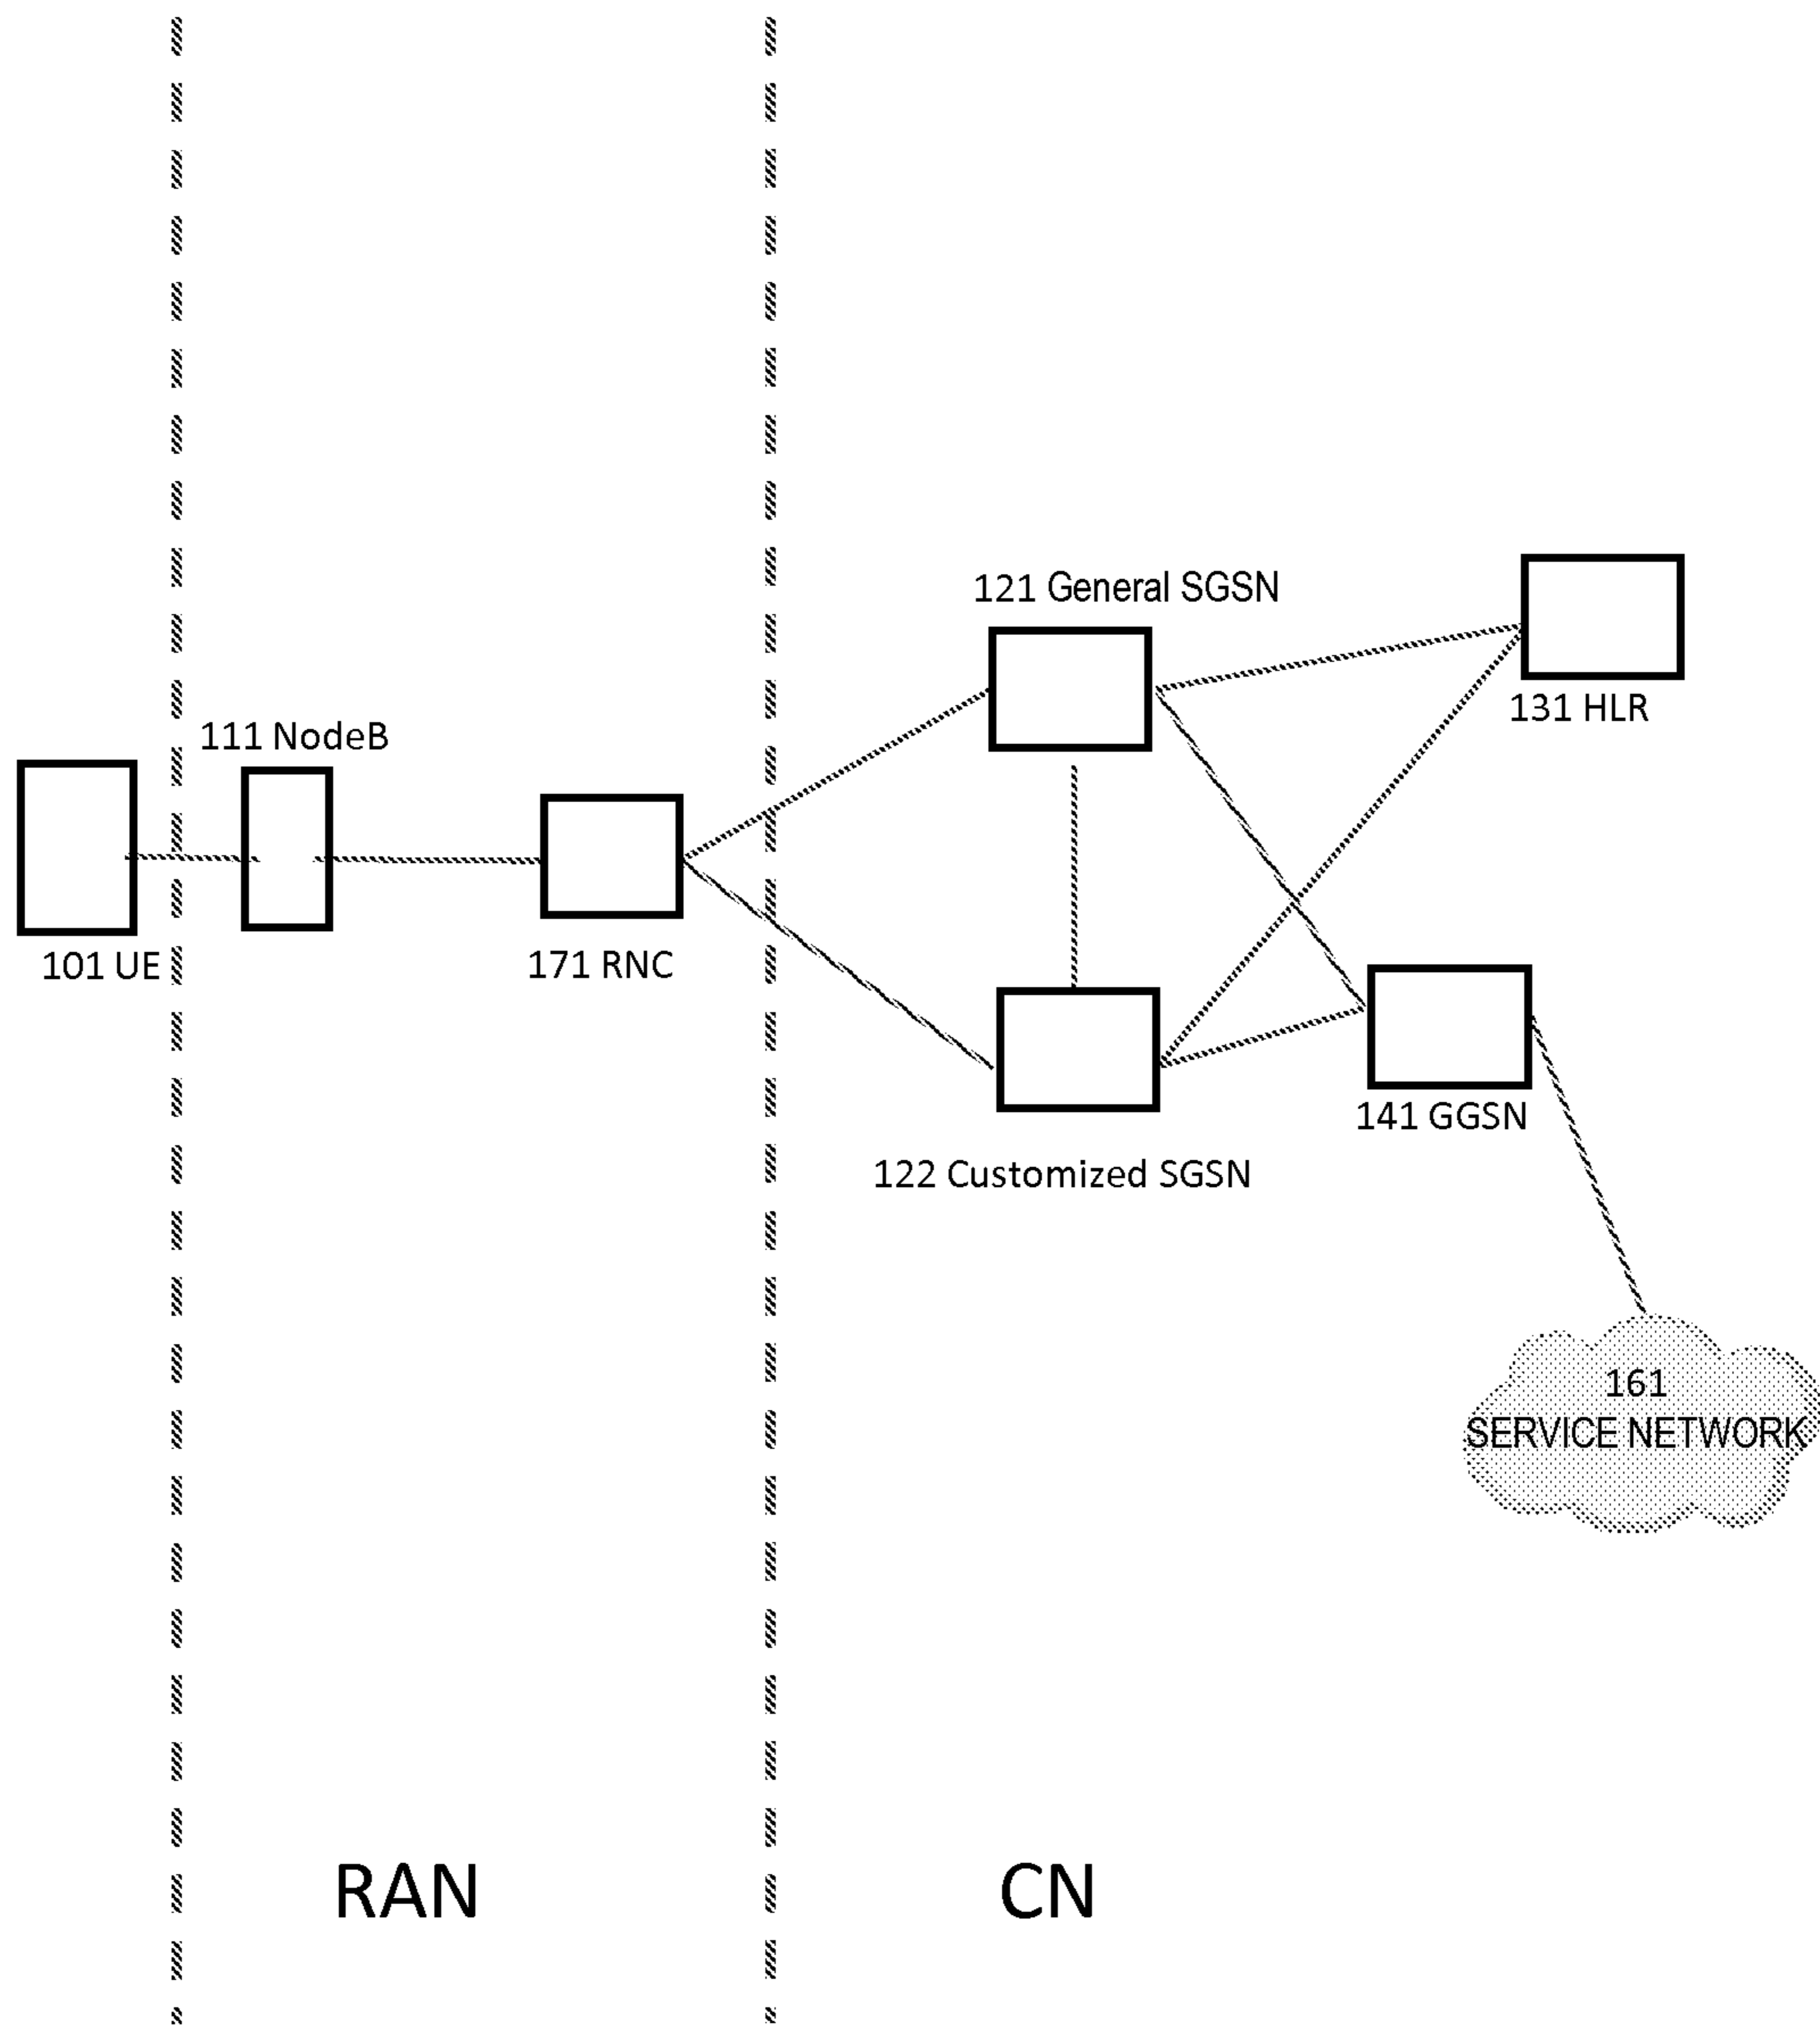 121 General SGSN
131 HLR
111 NodeB
101 UE
171 RNC
141 GGSN
122 Customized SGSN
161
SERVICE NETWORK
RAN
CN